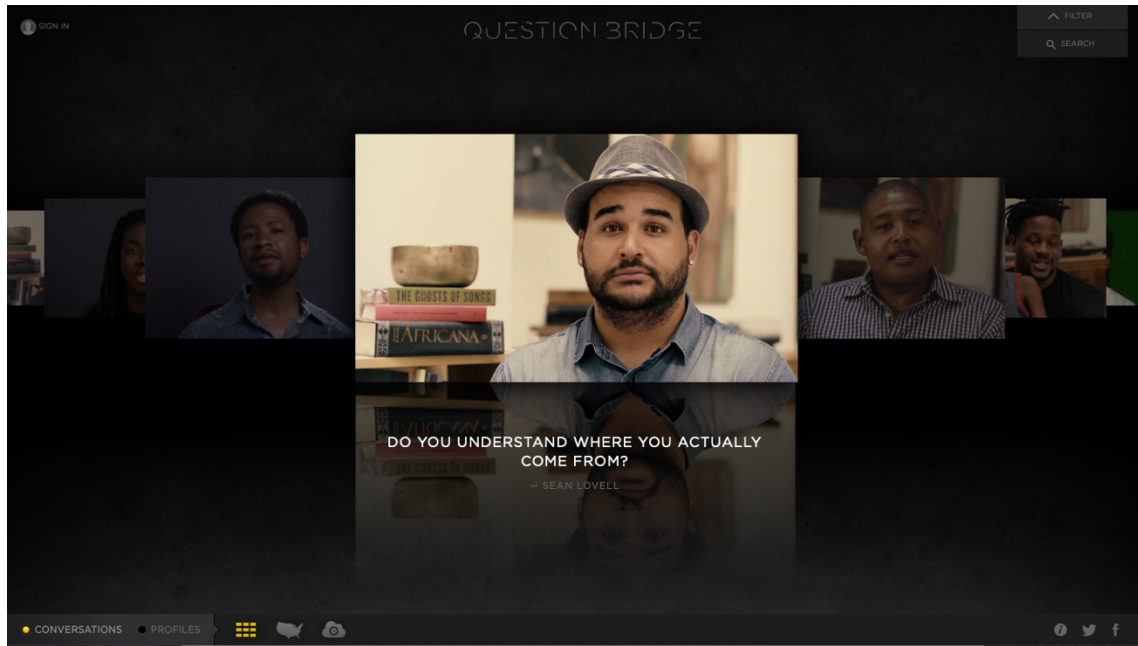 SIGN IN
QUESTION BRIDGE
FILTER
SEARCH
THE GHOSTS OF SONGS
AFRICANA
DO YOU UNDERSTAND WHERE YOU ACTUALLY
COME FROM?
— SEAN LOVELL
CONVERSATIONS
PROFILES